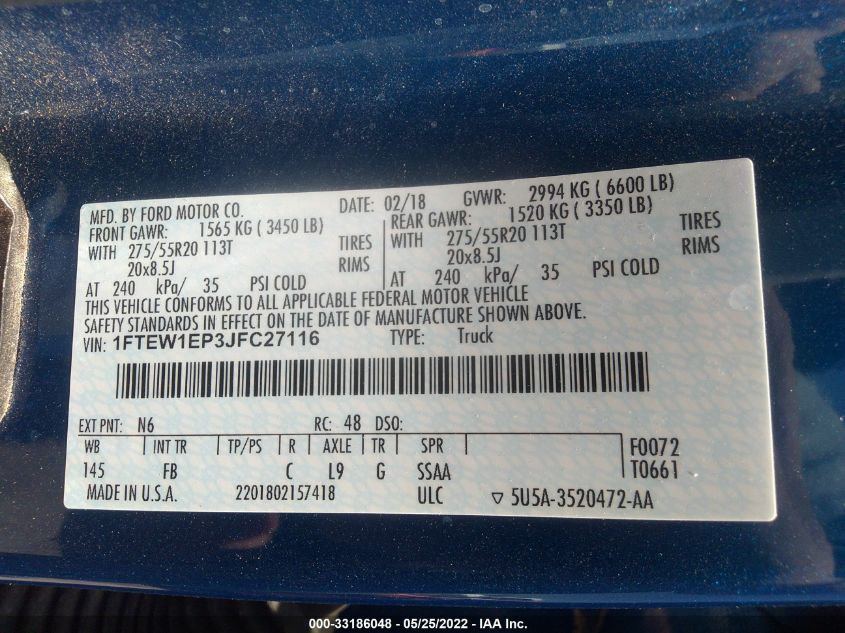 MFD. BY FORD MOTOR CO. DATE: 02/18 GVWR: 2994 KG ( 6600 LB)
FRONT GAWR: 1565 KG ( 3450 LB) REAR GAWR: 1520 KG ( 3350 LB)
WITH 275/55R20 113T TIRES WITH 275/55R20 113T TIRES
20x8.5J RIMS 20x8.5J RIMS
AT 240 kPa/ 35 PSI COLD AT 240 kPa/ 35 PSI COLD
THIS VEHICLE CONFORMS TO ALL APPLICABLE FEDERAL MOTOR VEHICLE
SAFETY STANDARDS IN EFFECT ON THE DATE OF MANUFACTURE SHOWN ABOVE.
VIN: 1FTEW1EP3JFC27116 TYPE: Truck
EXT PNT: N6 RC: 48 DSO:
WB INT TR TP/PS R AXLE TR SPR F0072
145 FB C L9 G SSAA T0661
MADE IN U.S.A. 2201802157418 ULC ▽ 5U5A-3520472-AA
000-33186048 - 05/25/2022 - IAA Inc.